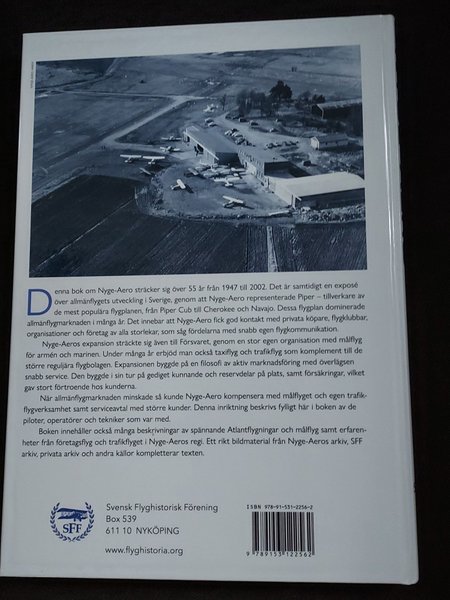 Denna bok om Nyge-Aero sträcker sig över 55 år från 1947 till 2002. Det är samtidigt en exposé
över allmänflygets utveckling i Sverige, genom att Nyge-Aero representerade Piper – tillverkare av
de mest populära flygplanen, från Piper Cub till Cherokee och Navajo. Dessa flygplan dominerade
allmänflygmarknaden i många år. Det innebar att Nyge-Aero fick god kontakt med privata köpare, flygklubbar,
organisationer och företag av alla storlekar, som såg fördelarna med snabb egen flygkommunikation.
Nyge-Aeros expansion sträckte sig även till Försvaret, genom en stor egen organisation med målflyg
för armén och marinen. Under många år erbjöd man också taxiflyg och trafikflyg som komplement till de
större reguljära flygbolagen. Expansionen byggde på en filosofi av aktiv marknadsföring med överlägsen
snabb service. Den byggde i sin tur på gediget kunnande och reservdelar på plats, samt försäkringar, vilket
gav stort förtroende hos kunderna.
När allmänflygmarknaden minskade så kunde Nyge-Aero kompensera med målflyget och egen trafik-
flygverksamhet samt serviceavtal med större kunder. Denna inriktning beskrivs fylligt här i boken av de
piloter, operatörer och tekniker som var med.
Boken innehåller också många beskrivningar av spännande Atlantflygningar och målflyg samt erfaren-
heter från företagsflyg och trafikflyget i Nyge-Aeros regi. Ett rikt bildmaterial från Nyge-Aeros arkiv, SFF
arkiv, privata arkiv och andra källor kompletterar texten.
SFF
Svensk Flyghistorisk Förening
Box 539
611 10 NYKÖPING
www.flyghistoria.org
ISBN 978-91-531-2256-2
9 789153 122562